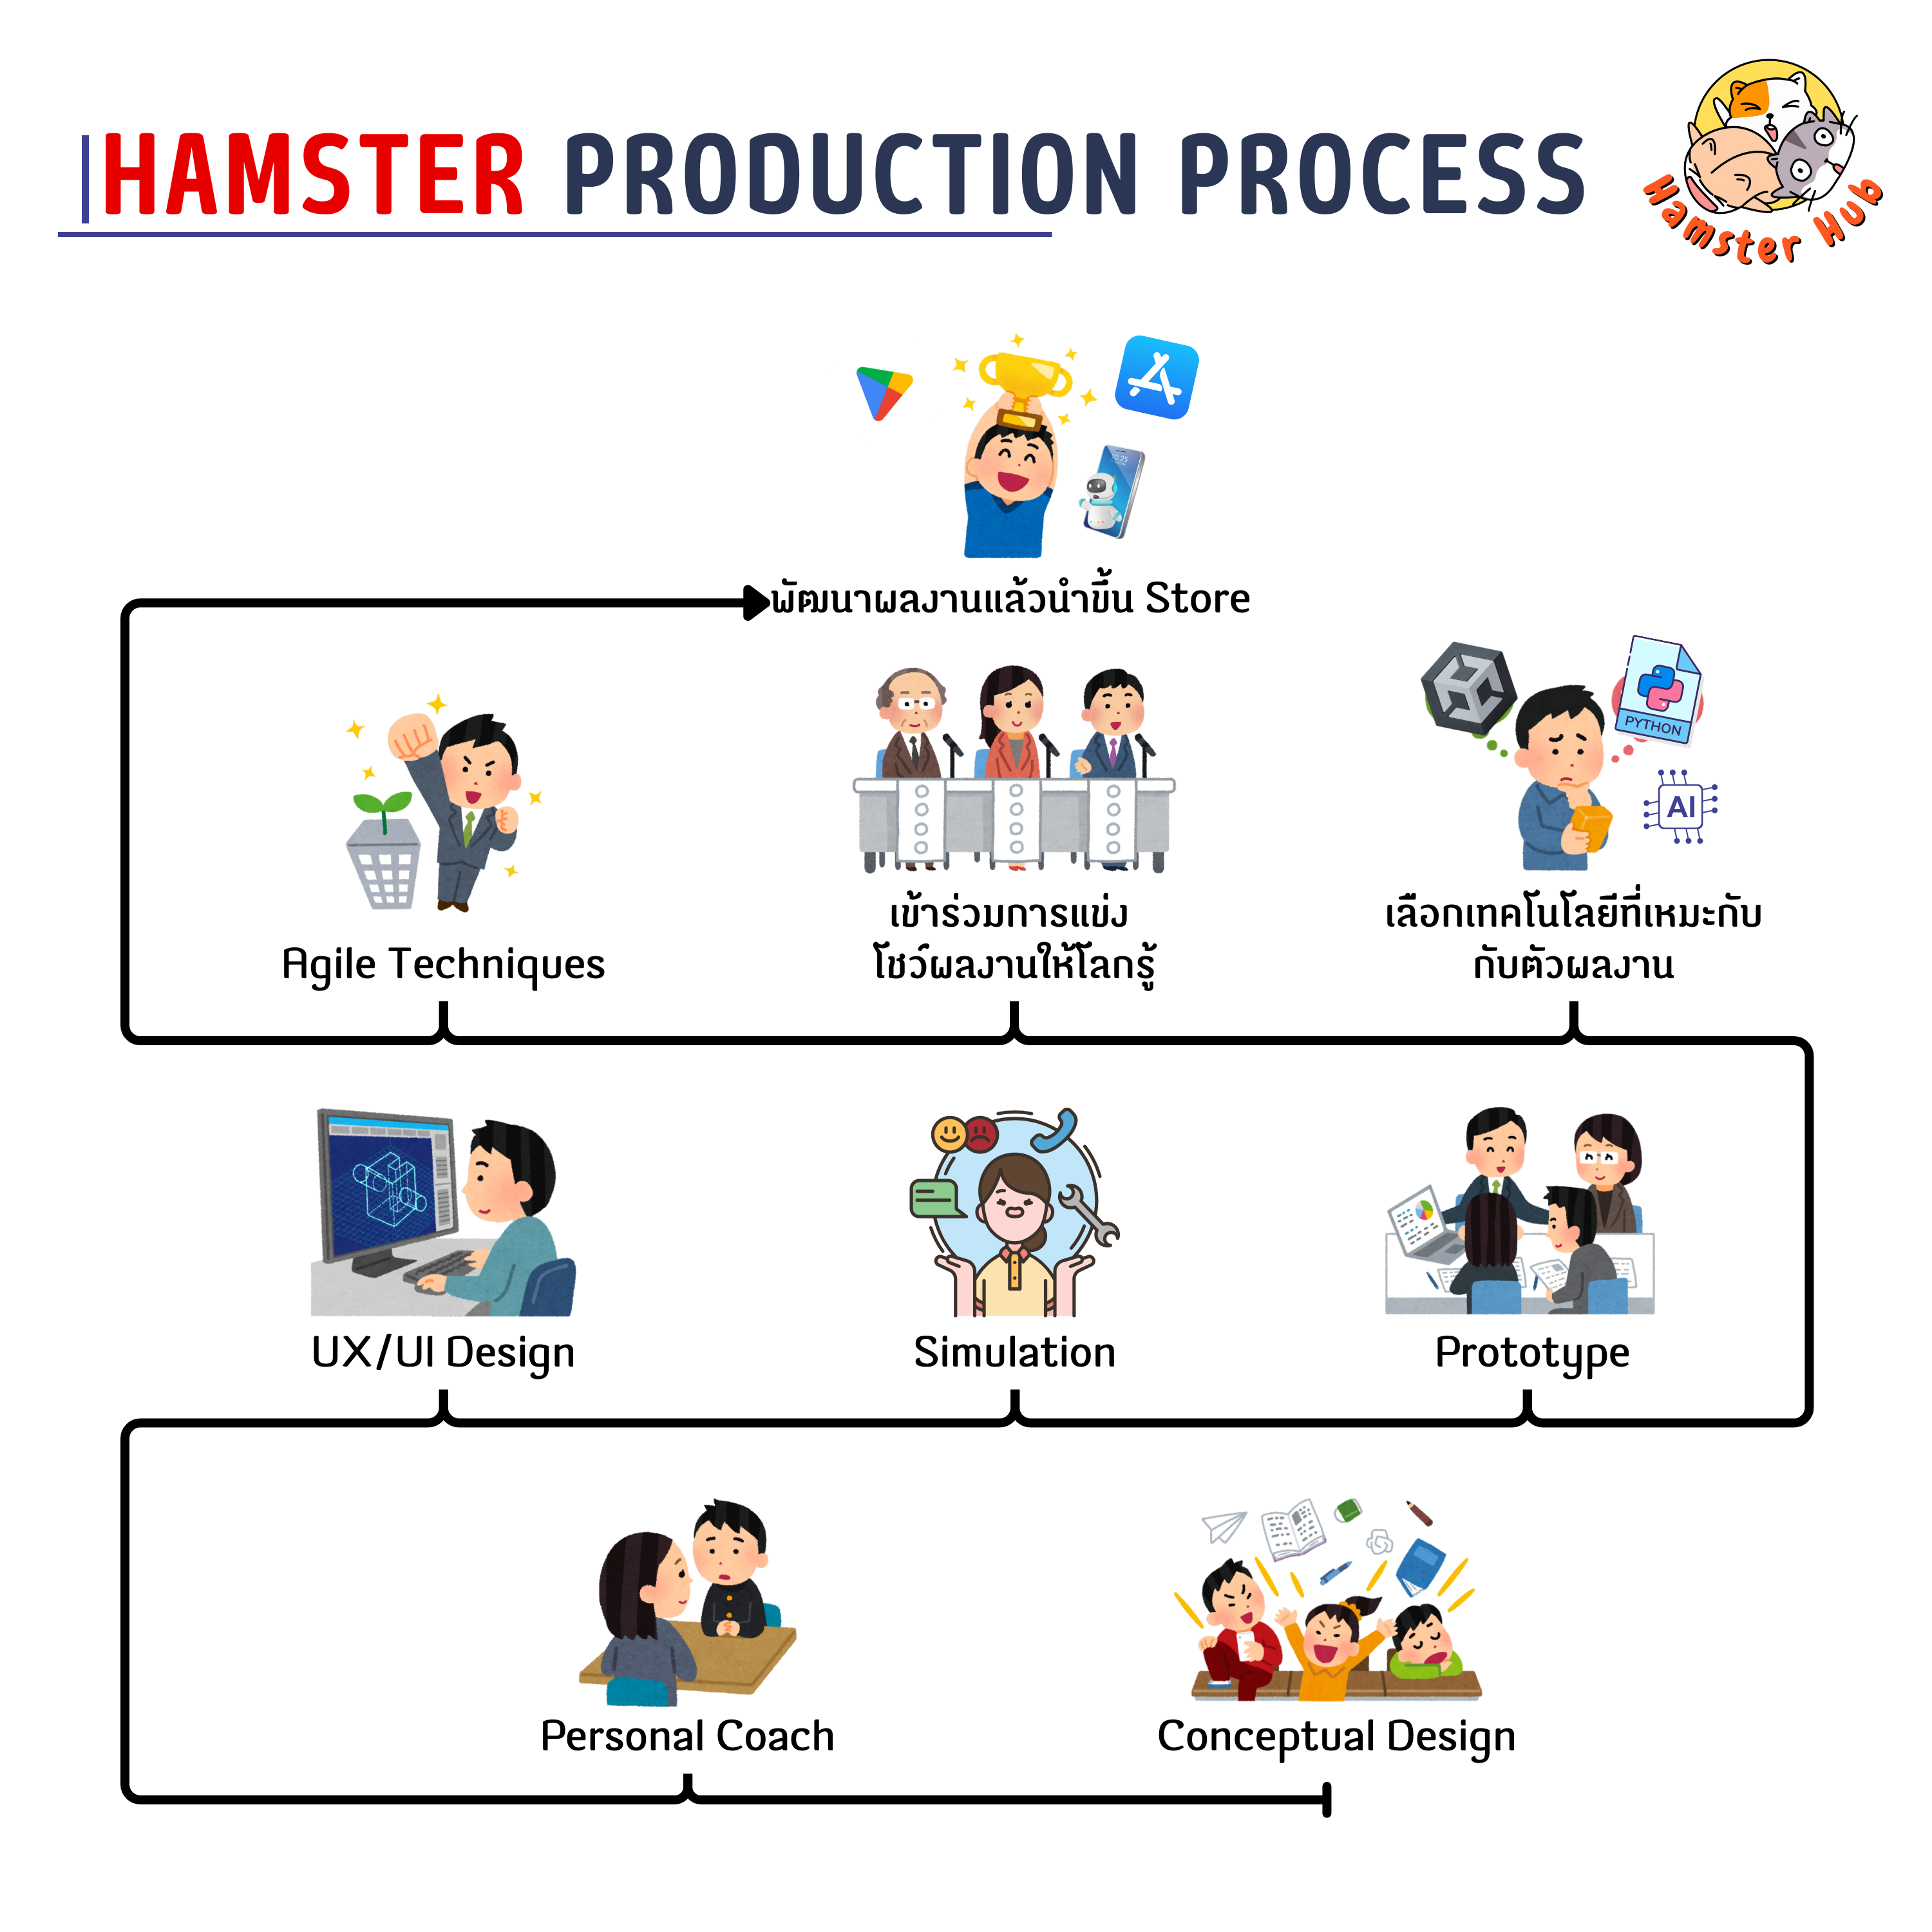 HAMSTER PRODUCTION PROCESS
Hamster Hub
พัฒนาผลงานแล้วนำขึ้น Store
PYTHON
AI
Agile Techniques
เข้าร่วมการแข่ง
โชว์ผลงานให้โลกรู้
เลือกเทคโนโลยีที่เหมะกับ
กับตัวผลงาน
UX/UI Design
Simulation
Prototype
Personal Coach
Conceptual Design